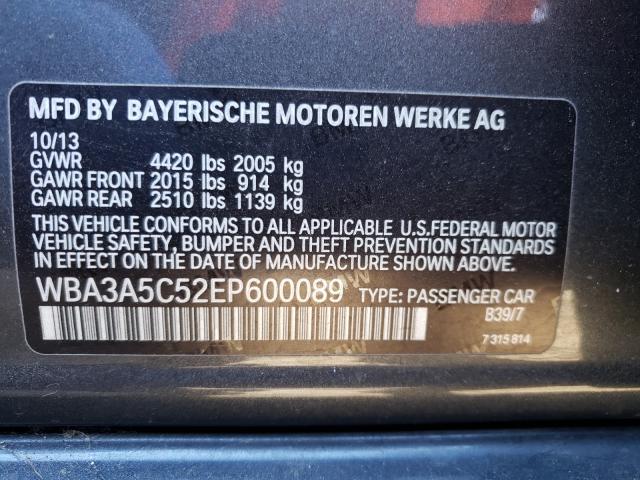 MFD BY BAYERISCHE MOTOREN WERKE AG
10/13
GVWR 4420 lbs 2005 kg
GAWR FRONT 2015 lbs 914 kg
GAWR REAR 2510 lbs 1139 kg
THIS VEHICLE CONFORMS TO ALL APPLICABLE U.S.FEDERAL MOTOR
VEHICLE SAFETY, BUMPER AND THEFT PREVENTION STANDARDS
IN EFFECT ON THE DATE OF MANUFACTURE SHOWN ABOVE.
WBA3A5C52EP600089 TYPE: PASSENGER CAR
B39/7
7 315 814